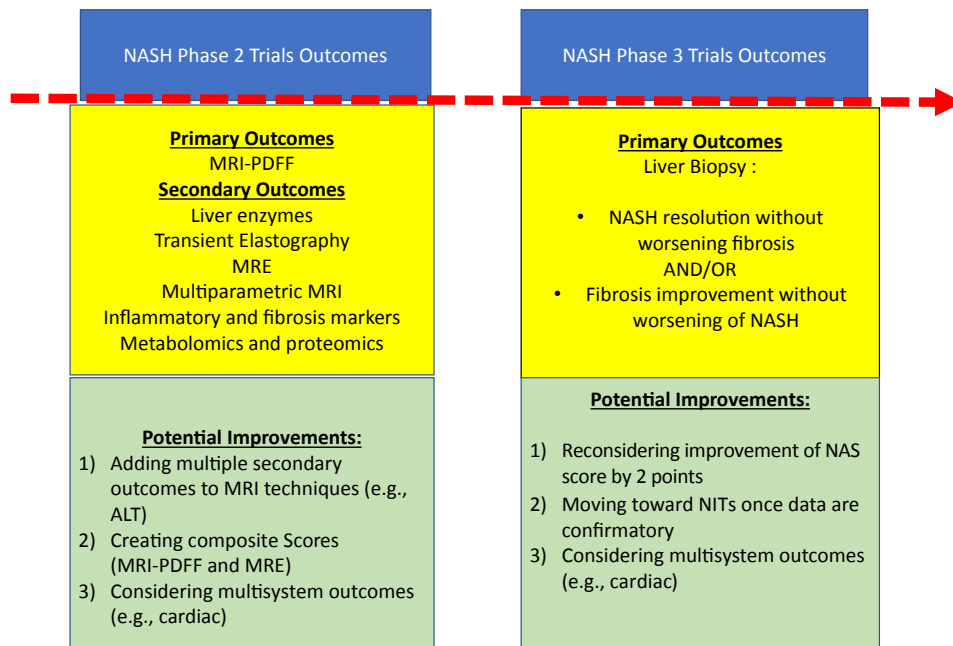 NASH Phase 2 Trials Outcomes
Primary Outcomes
MRI-PDFF
Secondary Outcomes
Liver enzymes
Transient Elastography
MRE
Multiparametric MRI
Inflammatory and fibrosis markers
Metabolomics and proteomics
Potential Improvements:
1) Adding multiple secondary
outcomes to MRI techniques (e.g.,
ALT)
2) Creating composite Scores
(MRI-PDFF and MRE)
3) Considering multisystem outcomes
(e.g., cardiac)
NASH Phase 3 Trials Outcomes
Primary Outcomes
Liver Biopsy :
• NASH resolution without
worsening fibrosis
AND/OR
• Fibrosis improvement without
worsening of NASH
Potential Improvements:
1) Reconsidering improvement of NAS
score by 2 points
2) Moving toward NITs once data are
confirmatory
3) Considering multisystem outcomes
(e.g., cardiac)